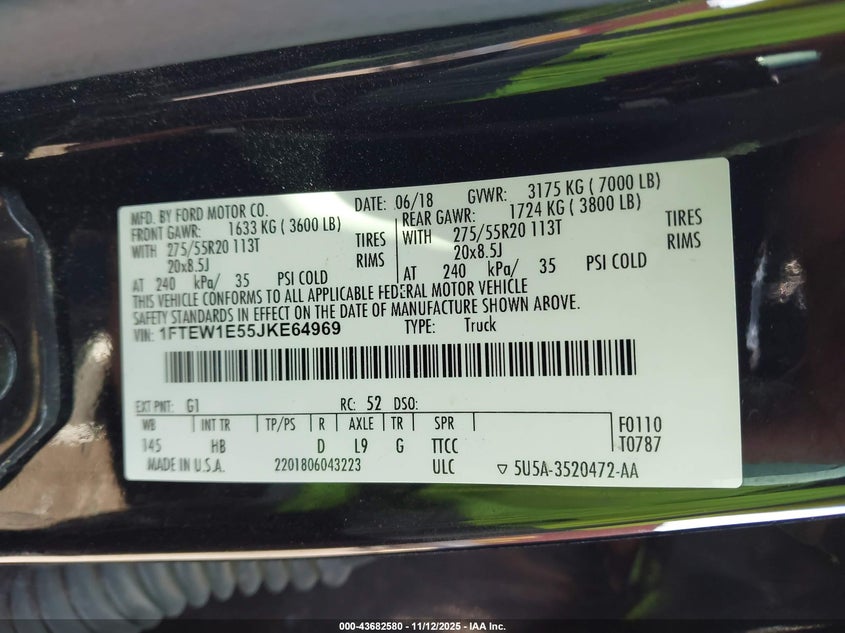 MFD. BY FORD MOTOR CO. DATE: 06/18 GVWR: 3175 KG ( 7000 LB)
FRONT GAWR: 1633 KG ( 3600 LB) REAR GAWR: 1724 KG ( 3800 LB)
WITH 275/55R20 113T TIRES WITH 275/55R20 113T TIRES
20x8.5J RIMS 20x8.5J RIMS
AT 240 kPa/ 35 PSI COLD AT 240 kPa/ 35 PSI COLD
THIS VEHICLE CONFORMS TO ALL APPLICABLE FEDERAL MOTOR VEHICLE
SAFETY STANDARDS IN EFFECT ON THE DATE OF MANUFACTURE SHOWN ABOVE.
VIN: 1FTEW1E55JKE64969 TYPE: Truck
EXT PNT: G1 RC: 52 DSO:
WB INT TR TP/PS R AXLE TR SPR F0110
145 HB D L9 G TTCC T0787
MADE IN U.S.A. 2201806043223 ULC ▽ 5U5A-3520472-AA
000-43682580 — 11/12/2025 — IAA Inc.